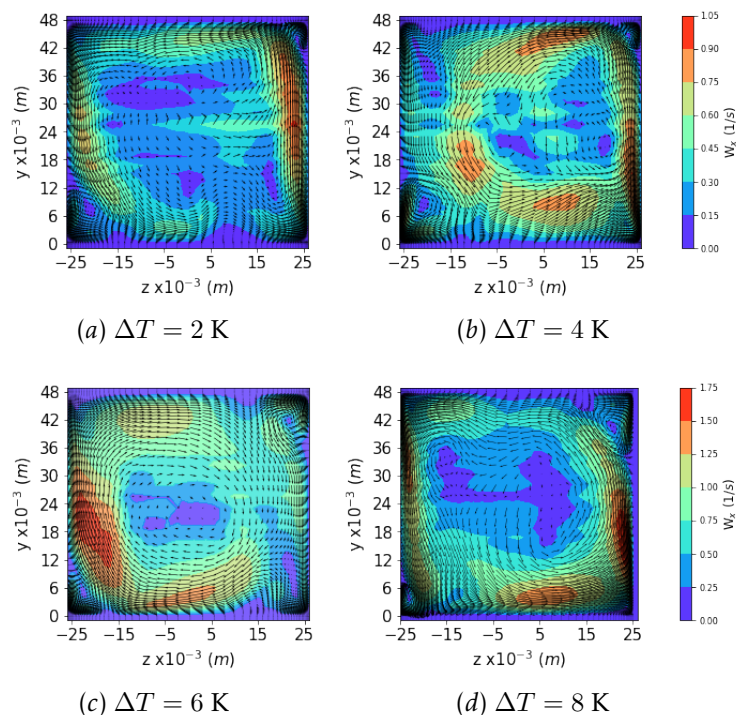 48
42
36
30
24
18
12
6
0
y x10⁻³ (m)
−25 −15 −5 5 15 25
z x10⁻³ (m)
(a) ΔT = 2 K
48
42
36
30
24
18
12
6
0
y x10⁻³ (m)
−25 −15 −5 5 15 25
z x10⁻³ (m)
(b) ΔT = 4 K
1.05
0.90
0.75
0.60
0.45
0.30
0.15
0.00
Wₓ (1/s)
48
42
36
30
24
18
12
6
0
y x10⁻³ (m)
−25 −15 −5 5 15 25
z x10⁻³ (m)
(c) ΔT = 6 K
48
42
36
30
24
18
12
6
0
y x10⁻³ (m)
−25 −15 −5 5 15 25
z x10⁻³ (m)
(d) ΔT = 8 K
1.75
1.50
1.25
1.00
0.75
0.50
0.25
0.00
Wₓ (1/s)